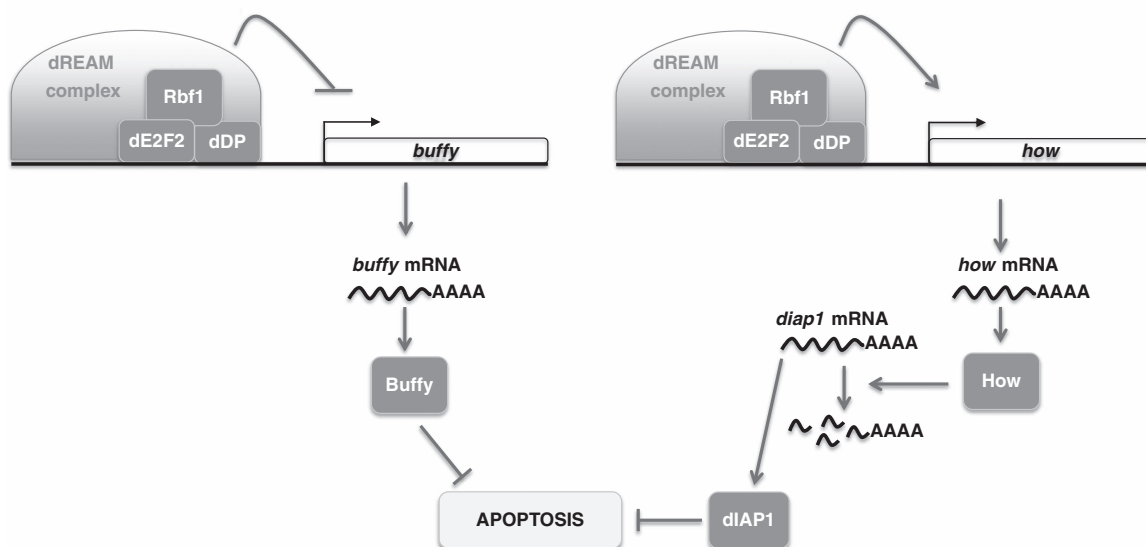 dREAM
complex
Rbf1
dE2F2
dDP
buffy
buffy mRNA
AAAA
Buffy
dREAM
complex
Rbf1
dE2F2
dDP
how
how mRNA
AAAA
diap1 mRNA
AAAA
How
AAAA
APOPTOSIS
dIAP1